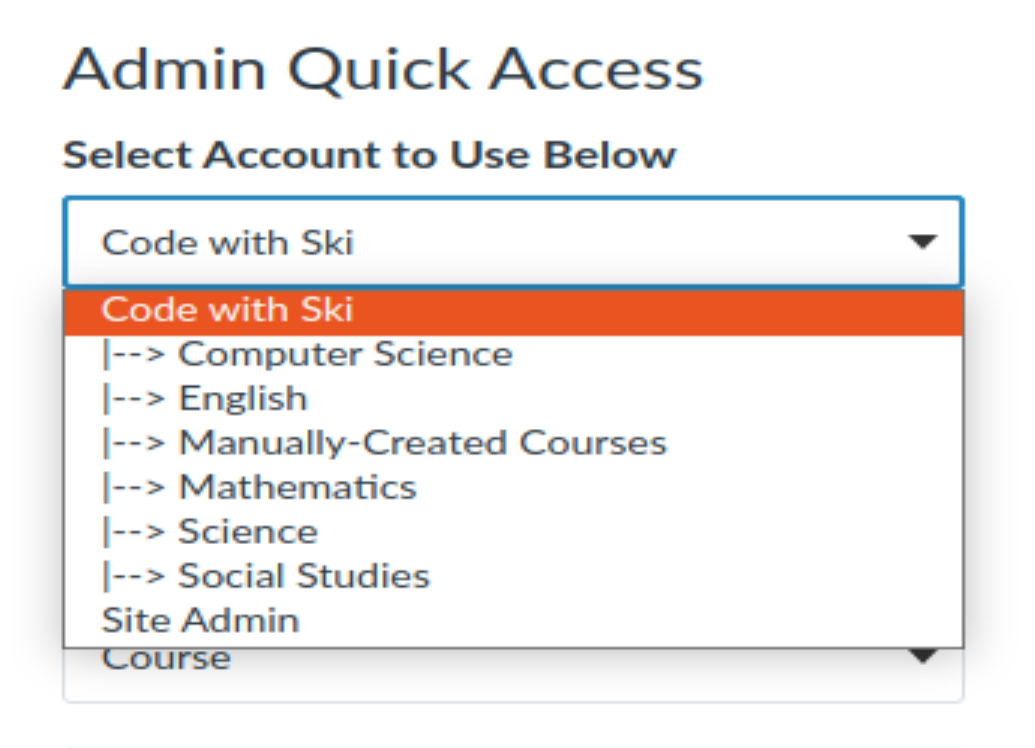 Admin Quick Access
Select Account to Use Below
Code with Ski
Code with Ski
|--> Computer Science
|--> English
|--> Manually-Created Courses
|--> Mathematics
|--> Science
|--> Social Studies
Site Admin
Course